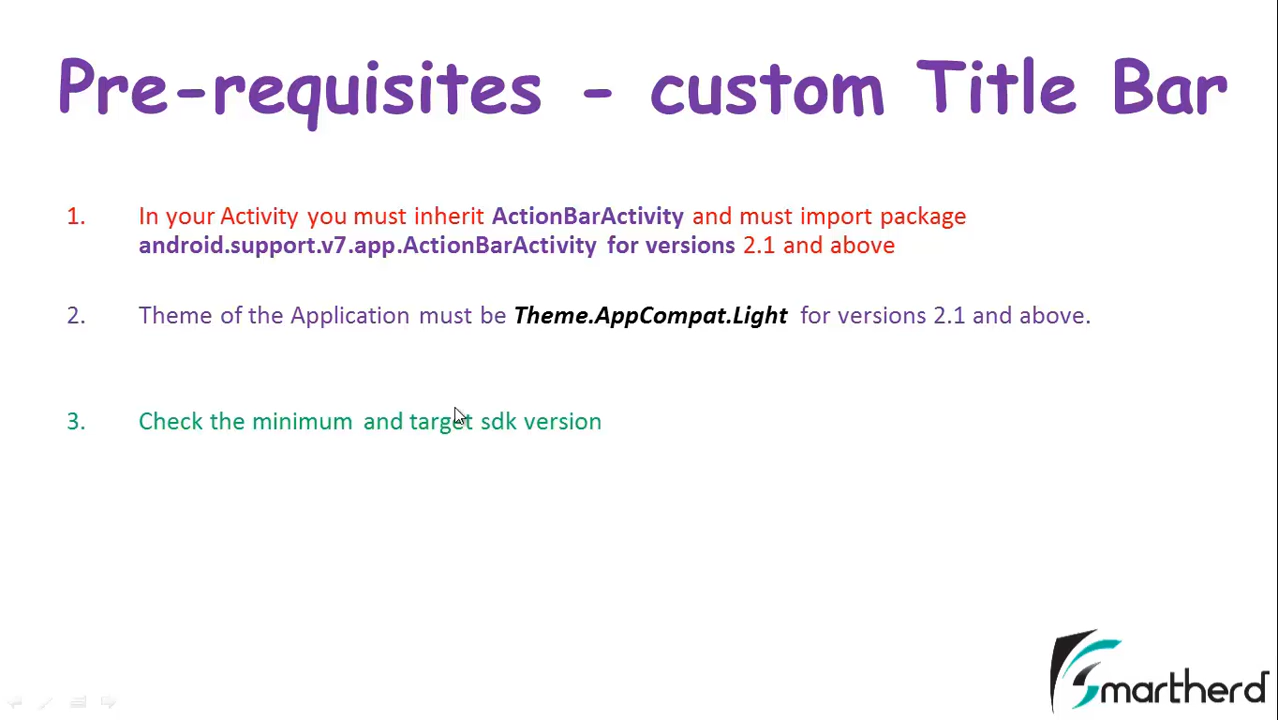 Pre-requisites - custom Title Bar
1. In your Activity you must inherit ActionBarActivity and must import package
android.support.v7.app.ActionBarActivity for versions 2.1 and above
2. Theme of the Application must be Theme.AppCompat.Light for versions 2.1 and above.
3. Check the minimum and target sdk version
Smartherd